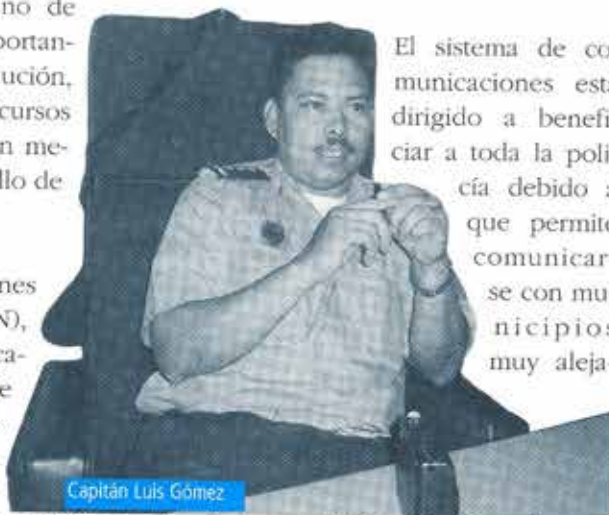 no de
portan-
ución,
cursos
n me-
llo de
nes
N),
ca-
e
El sistema de co-
municaciones está
dirigido a benefi-
ciar a toda la poli-
cía debido a
que permite
comunicar-
se con mu-
nicipios
muy aleja-
Capitán Luis Gómez